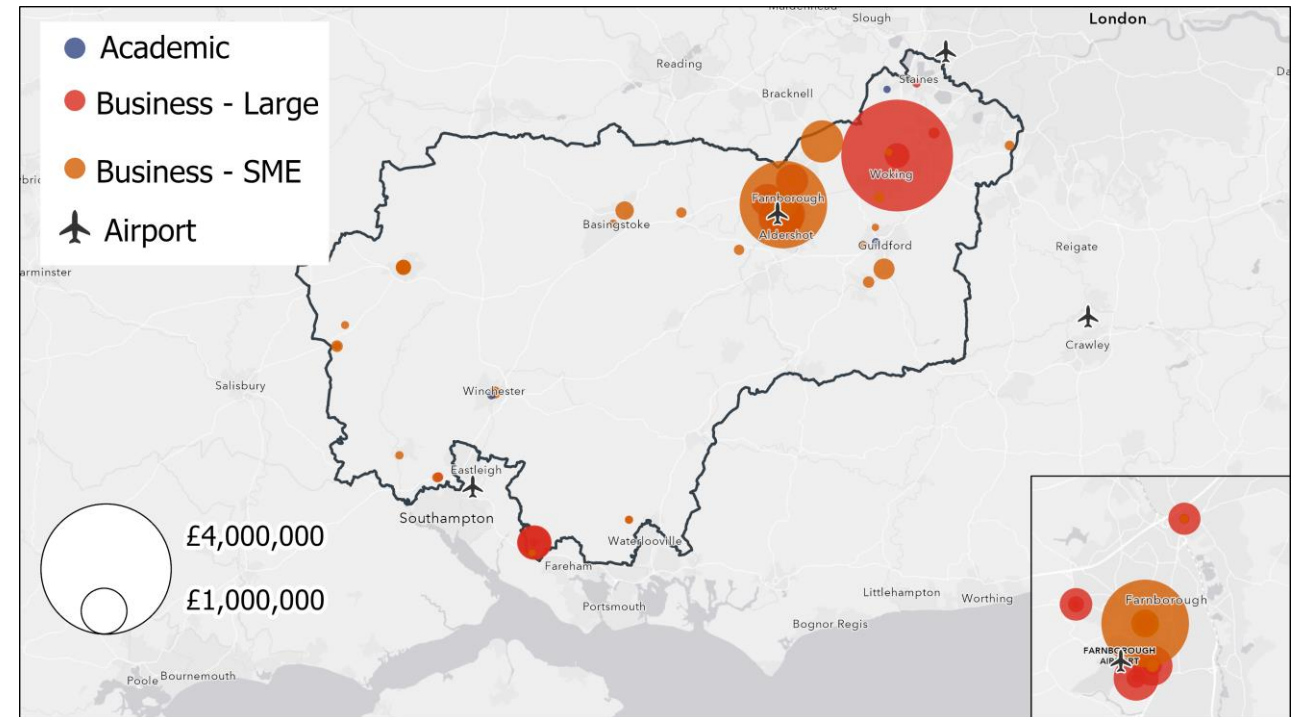 Slough
London
Academic
Business - Large
Business - SME
Airport
Reading
Bracknell
Staines
Woking
Farnborough
Aldershot
Basingstoke
Guildford
Reigate
Crawley
arminster
Salisbury
Winchester
Eastleigh
Southampton
£4,000,000
£1,000,000
Waterlooville
Fareham
Portsmouth
Littlehampton
Worthing
Bognor Regis
Poole
Bournemouth
Farnborough
FARNBOROUGH
AIRPORT